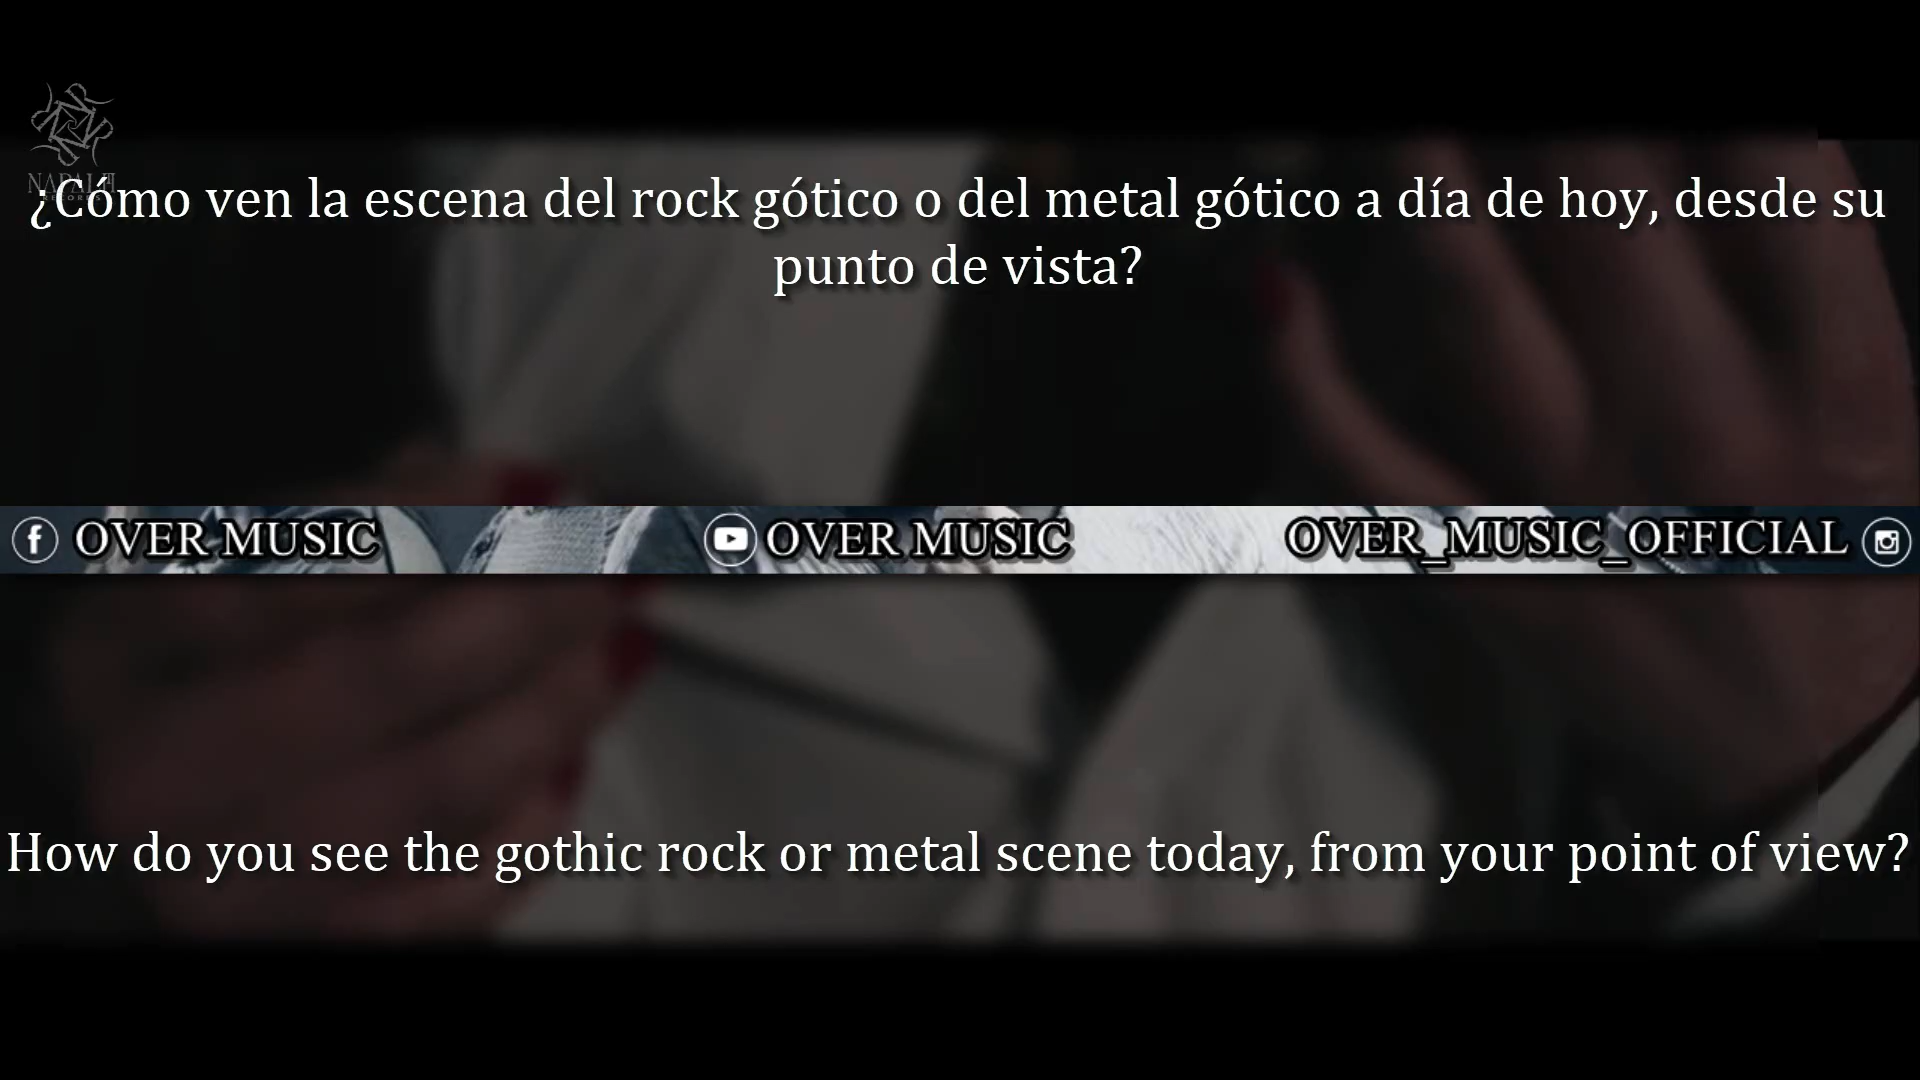 NAPALM
RECORDS
¿Cómo ven la escena del rock gótico o del metal gótico a día de hoy, desde su
punto de vista?
OVER MUSIC
OVER MUSIC
OVER_MUSIC_OFFICIAL
How do you see the gothic rock or metal scene today, from your point of view?